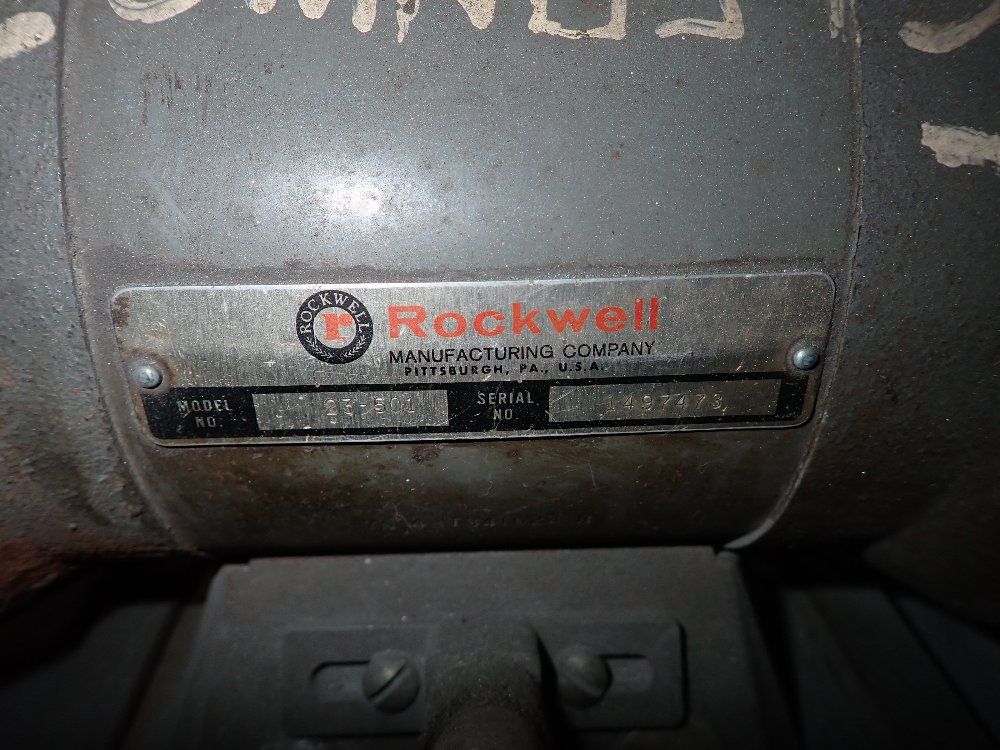 ROCKWELL
r
Rockwell
MANUFACTURING COMPANY
PITTSBURGH, PA., U.S.A.
MODEL NO. 23-501 SERIAL NO 1497473